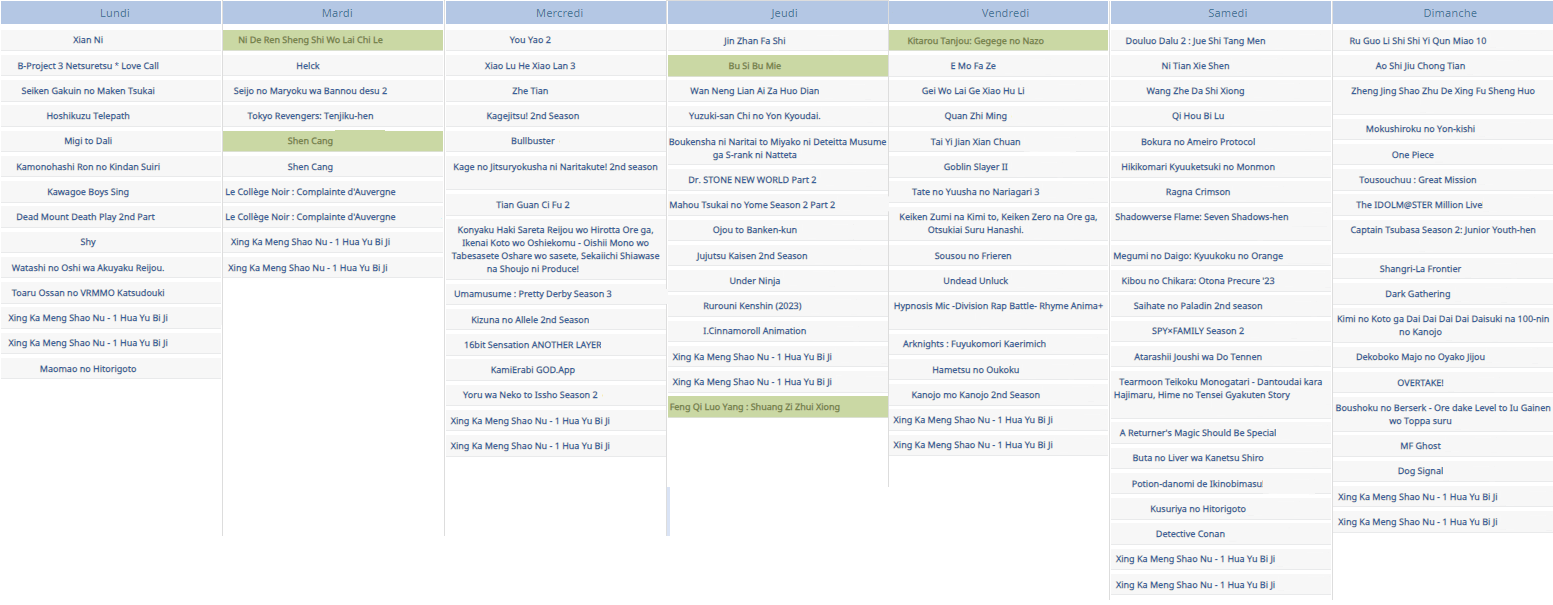 Lundi
Xian Ni
B-Project 3 Netsuretsu * Love Call
Seiken Gakuin no Maken Tsukai
Hoshikuzu Telepath
Migi to Dali
Kamonohashi Ron no Kindan Suiri
Kawagoe Boys Sing
Dead Mount Death Play 2nd Part
Shy
Watashi no Oshi wa Akuyaku Reijou.
Toaru Ossan no VRMMO Katsudouki
Xing Ka Meng Shao Nu - 1 Hua Yu Bi Ji
Xing Ka Meng Shao Nu - 1 Hua Yu Bi Ji
Maomao no Hitorigoto
Mardi
Ni De Ren Sheng Shi Wo Lai Chi Le
Helck
Seijo no Maryoku wa Bannou desu 2
Tokyo Revengers: Tenjiku-hen
Shen Cang
Shen Cang
Le Collège Noir : Complainte d'Auvergne
Le Collège Noir : Complainte d'Auvergne
Xing Ka Meng Shao Nu - 1 Hua Yu Bi Ji
Xing Ka Meng Shao Nu - 1 Hua Yu Bi Ji
Mercredi
You Yao 2
Xiao Lu He Xiao Lan 3
Zhe Tian
Kagejitsu! 2nd Season
Bullbuster
Kage no Jitsuryokusha ni Naritakute! 2nd season
Tian Guan Ci Fu 2
Konyaku Haki Sareta Reijou wo Hirotta Ore ga,
Ikenai Koto wo Oshiekomu - Oishii Mono wo
Tabesasete Oshare wo sasete, Sekaiichi Shiawase
na Shoujo ni Produce!
Umamusume : Pretty Derby Season 3
Kizuna no Allele 2nd Season
16bit Sensation ANOTHER LAYER
KamiErabi GOD.App
Yoru wa Neko to Issho Season 2
Xing Ka Meng Shao Nu - 1 Hua Yu Bi Ji
Xing Ka Meng Shao Nu - 1 Hua Yu Bi Ji
Jeudi
Jin Zhan Fa Shi
Bu Si Bu Mie
Wan Neng Lian Ai Za Huo Dian
Yuzuki-san Chi no Yon Kyoudai.
Boukensha ni Naritai to Miyako ni Deteitta Musume
ga S-rank ni Natteta
Dr. STONE NEW WORLD Part 2
Mahou Tsukai no Yome Season 2 Part 2
Ojou to Banken-kun
Jujutsu Kaisen 2nd Season
Under Ninja
Rurouni Kenshin (2023)
I.Cinnamoroll Animation
Xing Ka Meng Shao Nu - 1 Hua Yu Bi Ji
Xing Ka Meng Shao Nu - 1 Hua Yu Bi Ji
Feng Qi Luo Yang : Shuang Zi Zhui Xiong
Vendredi
Kitarou Tanjou: Gegege no Nazo
E Mo Fa Ze
Gei Wo Lai Ge Xiao Hu Li
Quan Zhi Ming
Tai Yi Jian Xian Chuan
Goblin Slayer II
Tate no Yuusha no Nariagari 3
Keiken Zumi na Kimi to, Keiken Zero na Ore ga,
Otsukiai Suru Hanashi.
Sousou no Frieren
Undead Unluck
Hypnosis Mic -Division Rap Battle- Rhyme Anima+
Arknights : Fuyukomori Kaerimich
Hametsu no Oukoku
Kanojo mo Kanojo 2nd Season
Xing Ka Meng Shao Nu - 1 Hua Yu Bi Ji
Xing Ka Meng Shao Nu - 1 Hua Yu Bi Ji
Samedi
Douluo Dalu 2 : Jue Shi Tang Men
Ni Tian Xie Shen
Wang Zhe Da Shi Xiong
Qi Hou Bi Lu
Bokura no Ameiro Protocol
Hikikomari Kyuuketsuki no Monmon
Ragna Crimson
Shadowverse Flame: Seven Shadows-hen
Megumi no Daigo: Kyuukoku no Orange
Kibou no Chikara: Otona Precure '23
Saihate no Paladin 2nd season
SPY×FAMILY Season 2
Atarashii Joushi wa Do Tennen
Tearmoon Teikoku Monogatari - Dantoudai kara
Hajimaru, Hime no Tensei Gyakuten Story
A Returner's Magic Should Be Special
Buta no Liver wa Kanetsu Shiro
Potion-danomi de Ikinobimasu!
Kusuriya no Hitorigoto
Detective Conan
Xing Ka Meng Shao Nu - 1 Hua Yu Bi Ji
Xing Ka Meng Shao Nu - 1 Hua Yu Bi Ji
Dimanche
Ru Guo Li Shi Shi Yi Qun Miao 10
Ao Shi Jiu Chong Tian
Zheng Jing Shao Zhu De Xing Fu Sheng Huo
Mokushiroku no Yon-kishi
One Piece
Tousouchuu : Great Mission
The IDOLM@STER Million Live
Captain Tsubasa Season 2: Junior Youth-hen
Shangri-La Frontier
Dark Gathering
Kimi no Koto ga Dai Dai Dai Dai Daisuki na 100-nin
no Kanojo
Dekoboko Majo no Oyako Jijou
OVERTAKE!
Boushoku no Berserk - Ore dake Level to Iu Gainen
wo Toppa suru
MF Ghost
Dog Signal
Xing Ka Meng Shao Nu - 1 Hua Yu Bi Ji
Xing Ka Meng Shao Nu - 1 Hua Yu Bi Ji